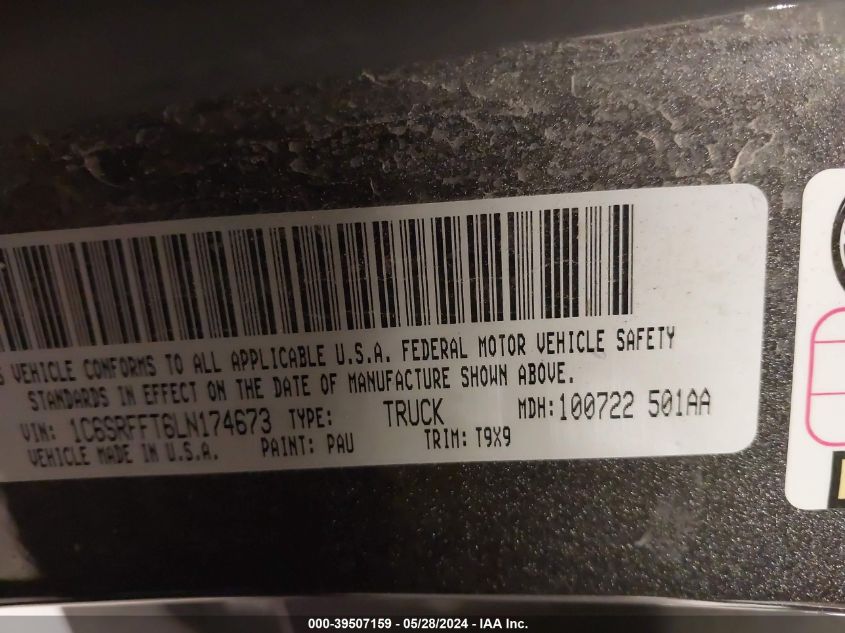 S VEHICLE CONFORMS TO ALL APPLICABLE U.S.A. FEDERAL MOTOR VEHICLE SAFETY
STANDARDS IN EFFECT ON THE DATE OF MANUFACTURE SHOWN ABOVE.
VIN: 1C6SRFFT6LN174673 TYPE: TRUCK MDH: 100722 501AA
VEHICLE MADE IN U.S.A. PAINT: PAU TRIM: T9X9
000-39507159 — 05/28/2024 — IAA Inc.